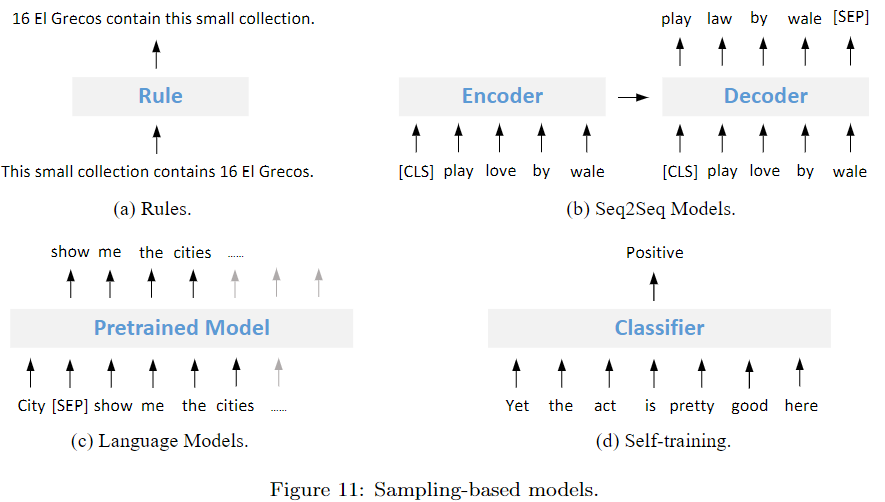 16 El Grecos contain this small collection.
Rule
This small collection contains 16 El Grecos.
(a) Rules.
play law by wale [SEP]
Encoder
Decoder
[CLS] play love by wale
[CLS] play love by wale
(b) Seq2Seq Models.
show me the cities ......
Pretrained Model
City [SEP] show me the cities ......
(c) Language Models.
Positive
Classifier
Yet the act is pretty good here
(d) Self-training.
Figure 11: Sampling-based models.